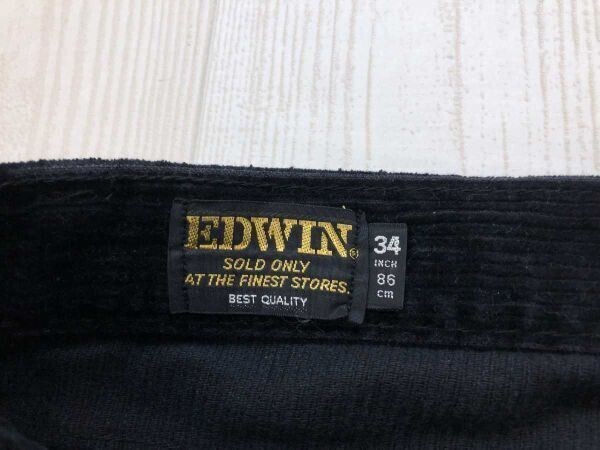 EDWIN®
SOLD ONLY
AT THE FINEST STORES.
BEST QUALITY
34
INCH
86
cm